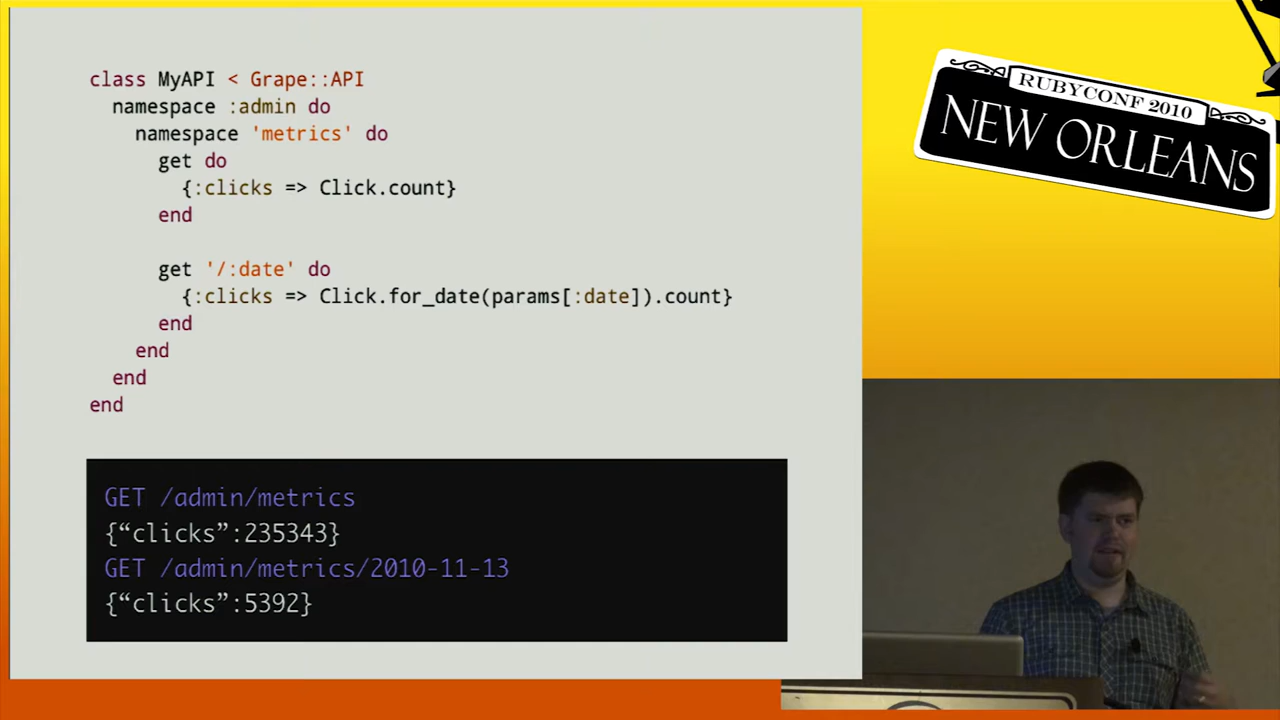 class MyAPI < Grape::API
namespace :admin do
namespace 'metrics' do
get do
{:clicks => Click.count}
end
get '/:date' do
{:clicks => Click.for_date(params[:date]).count}
end
end
end
end
GET /admin/metrics
{“clicks”:235343}
GET /admin/metrics/2010-11-13
{“clicks”:5392}
RUBYCONF 2010
NEW ORLEANS